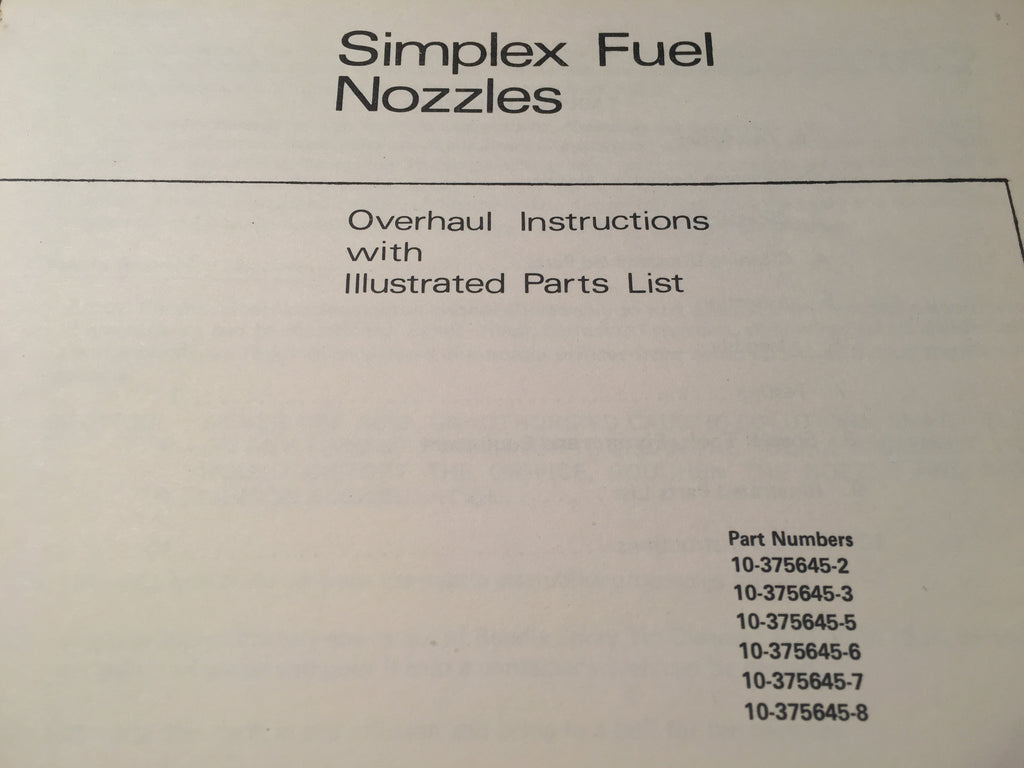 Simplex Fuel
Nozzles
Overhaul Instructions
with
Illustrated Parts List
Part Numbers
10-375645-2
10-375645-3
10-375645-5
10-375645-6
10-375645-7
10-375645-8